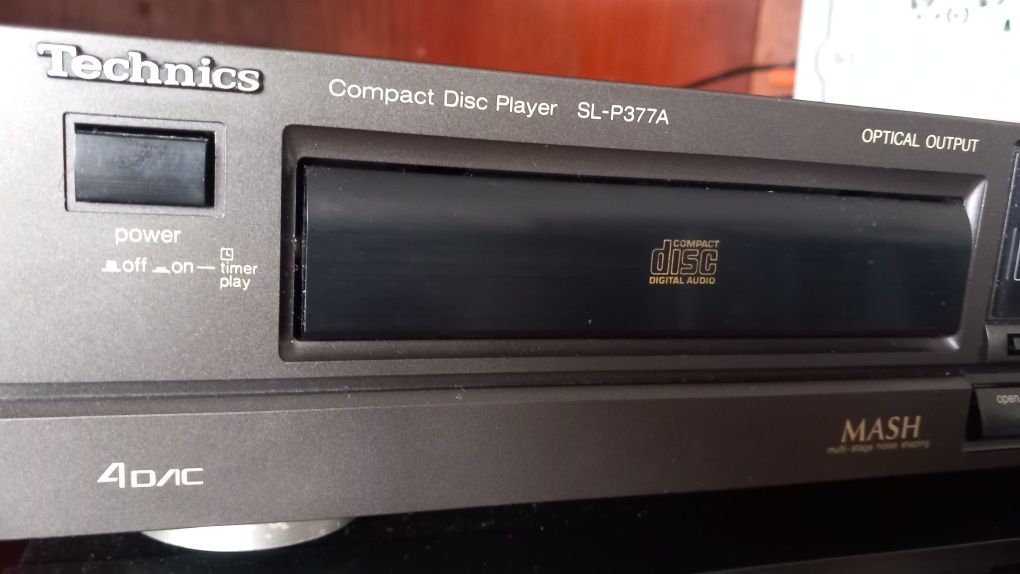 Technics
Compact Disc Player SL-P377A
OPTICAL OUTPUT
power
off on timer
play
COMPACT
disc
DIGITAL AUDIO
open
MASH
multi-stage noise shaping
4DAC